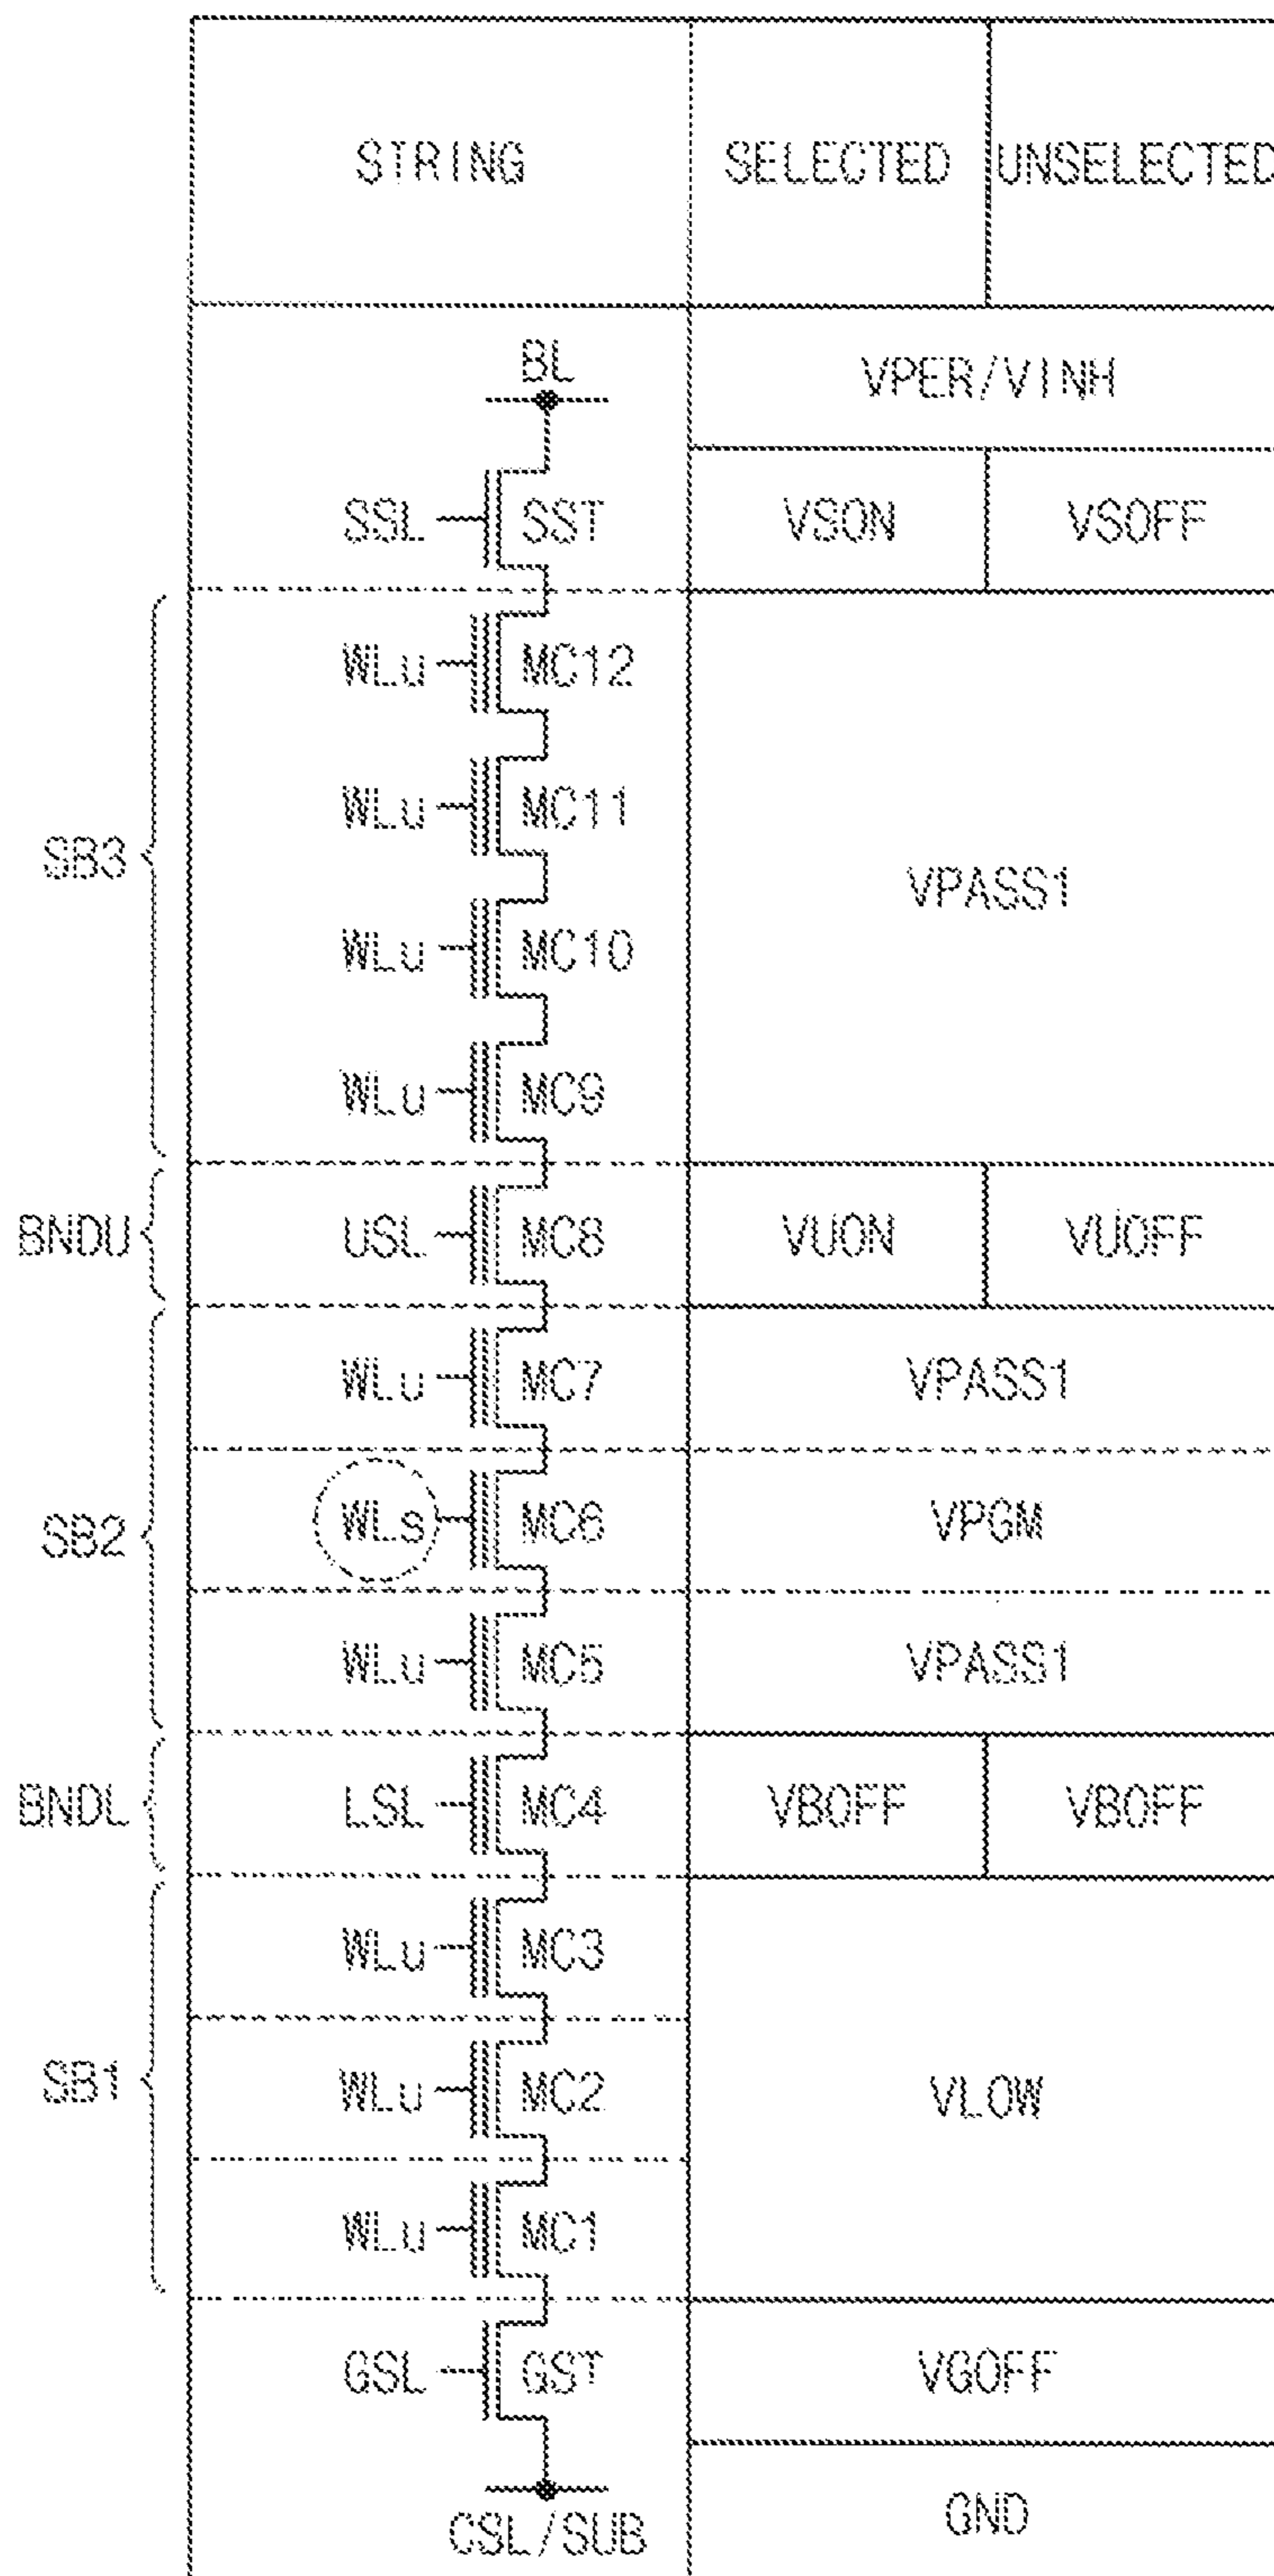 STRING SELECTED UNSELECTED
BL VPER/VINH
SSL SST VSON VSOFF
WLu MC12
WLu MC11
SB3 VPASS1
WLu MC10
WLu MC9
BNDU USL MC8 VUON VUOFF
WLu MC7 VPASS1
SB2 WLs MC6 VPGM
WLu MC5 VPASS1
BNDL LSL MC4 VBOFF VBOFF
WLu MC3
SB1 WLu MC2 VLOW
WLu MC1
GSL GST VGOFF
CSL/SUB GND